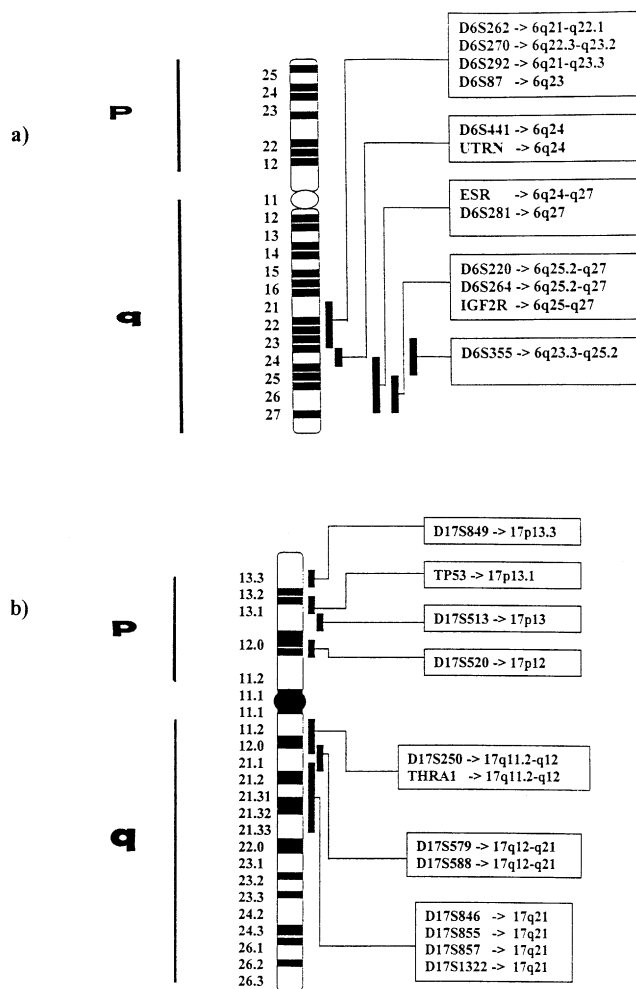 a)
P
q
25
24
23
22
12
11
12
13
14
15
16
21
22
23
24
25
26
27
D6S262 -> 6q21-q22.1
D6S270 -> 6q22.3-q23.2
D6S292 -> 6q21-q23.3
D6S87 -> 6q23
D6S441 -> 6q24
UTRN -> 6q24
ESR -> 6q24-q27
D6S281 -> 6q27
D6S220 -> 6q25.2-q27
D6S264 -> 6q25.2-q27
IGF2R -> 6q25-q27
D6S355 -> 6q23.3-q25.2
b)
P
q
13.3
13.2
13.1
12.0
11.2
11.1
11.1
11.2
12.0
21.1
21.2
21.31
21.32
21.33
22.0
23.1
23.2
23.3
24.2
24.3
26.1
26.2
26.3
D17S849 -> 17p13.3
TP53 -> 17p13.1
D17S513 -> 17p13
D17S520 -> 17p12
D17S250 -> 17q11.2-q12
THRA1 -> 17q11.2-q12
D17S579 -> 17q12-q21
D17S588 -> 17q12-q21
D17S846 -> 17q21
D17S855 -> 17q21
D17S857 -> 17q21
D17S1322 -> 17q21